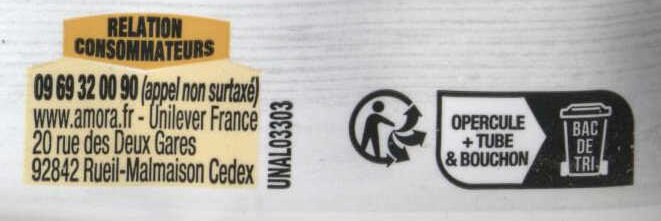 RELATION
CONSOMMATEURS
09 69 32 00 90 (appel non surtaxé)
www.amora.fr - Unilever France
20 rue des Deux Gares
92842 Rueil-Malmaison Cedex
UNAL03303
OPERCULE
+ TUBE
& BOUCHON
BAC
DE
TRI